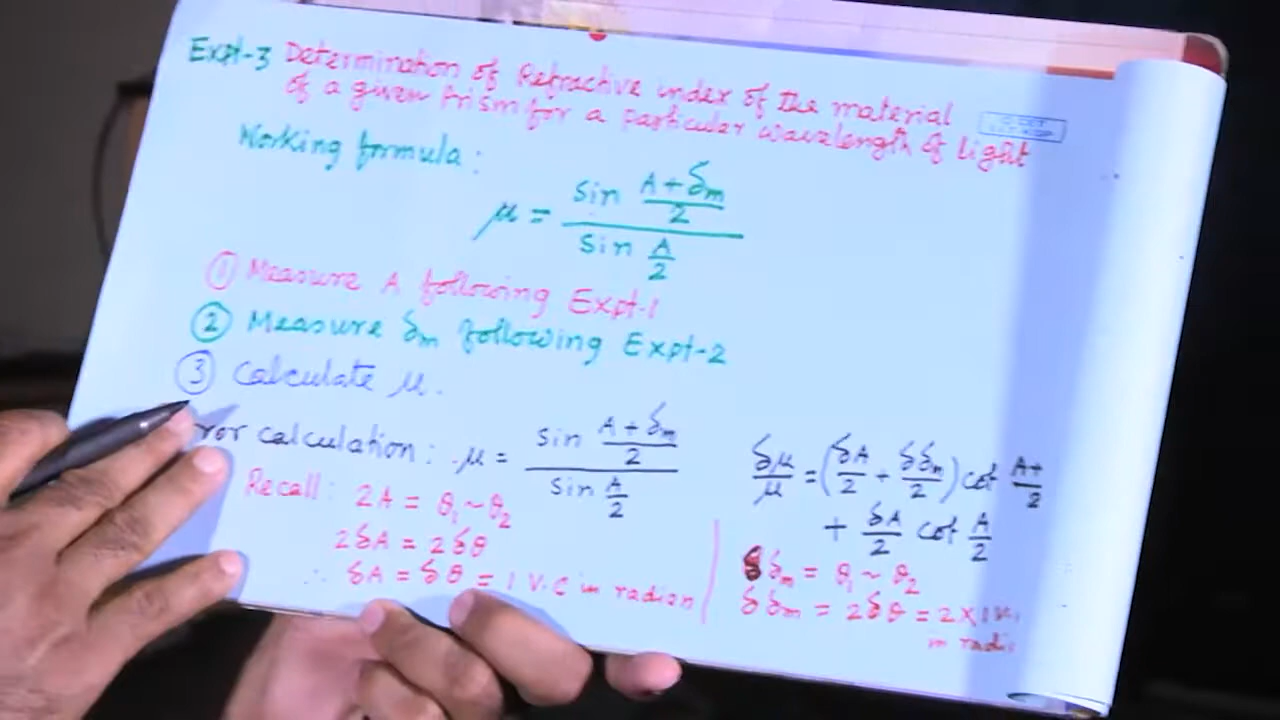 Expt-3 Determination of Refractive index of the material
of a given Prism for a particular wavelength of light
Working formula:
μ = sin (A+δm)/2 / sin A/2
① Measure A following Expt-1
② Measure δm following Expt-2
③ Calculate μ.
ror calculation: μ = sin (A+δm)/2 / sin A/2
Recall: 2A = θ1 ~ θ2
2δA = 2δθ
∴ δA = δθ = 1 V.C in radian
δμ/μ = (δA/2 + δδm/2) cot A+/2
+ δA/2 cot A/2
δm = θ1 ~ θ2
δδm = 2δθ = 2×1
in radi